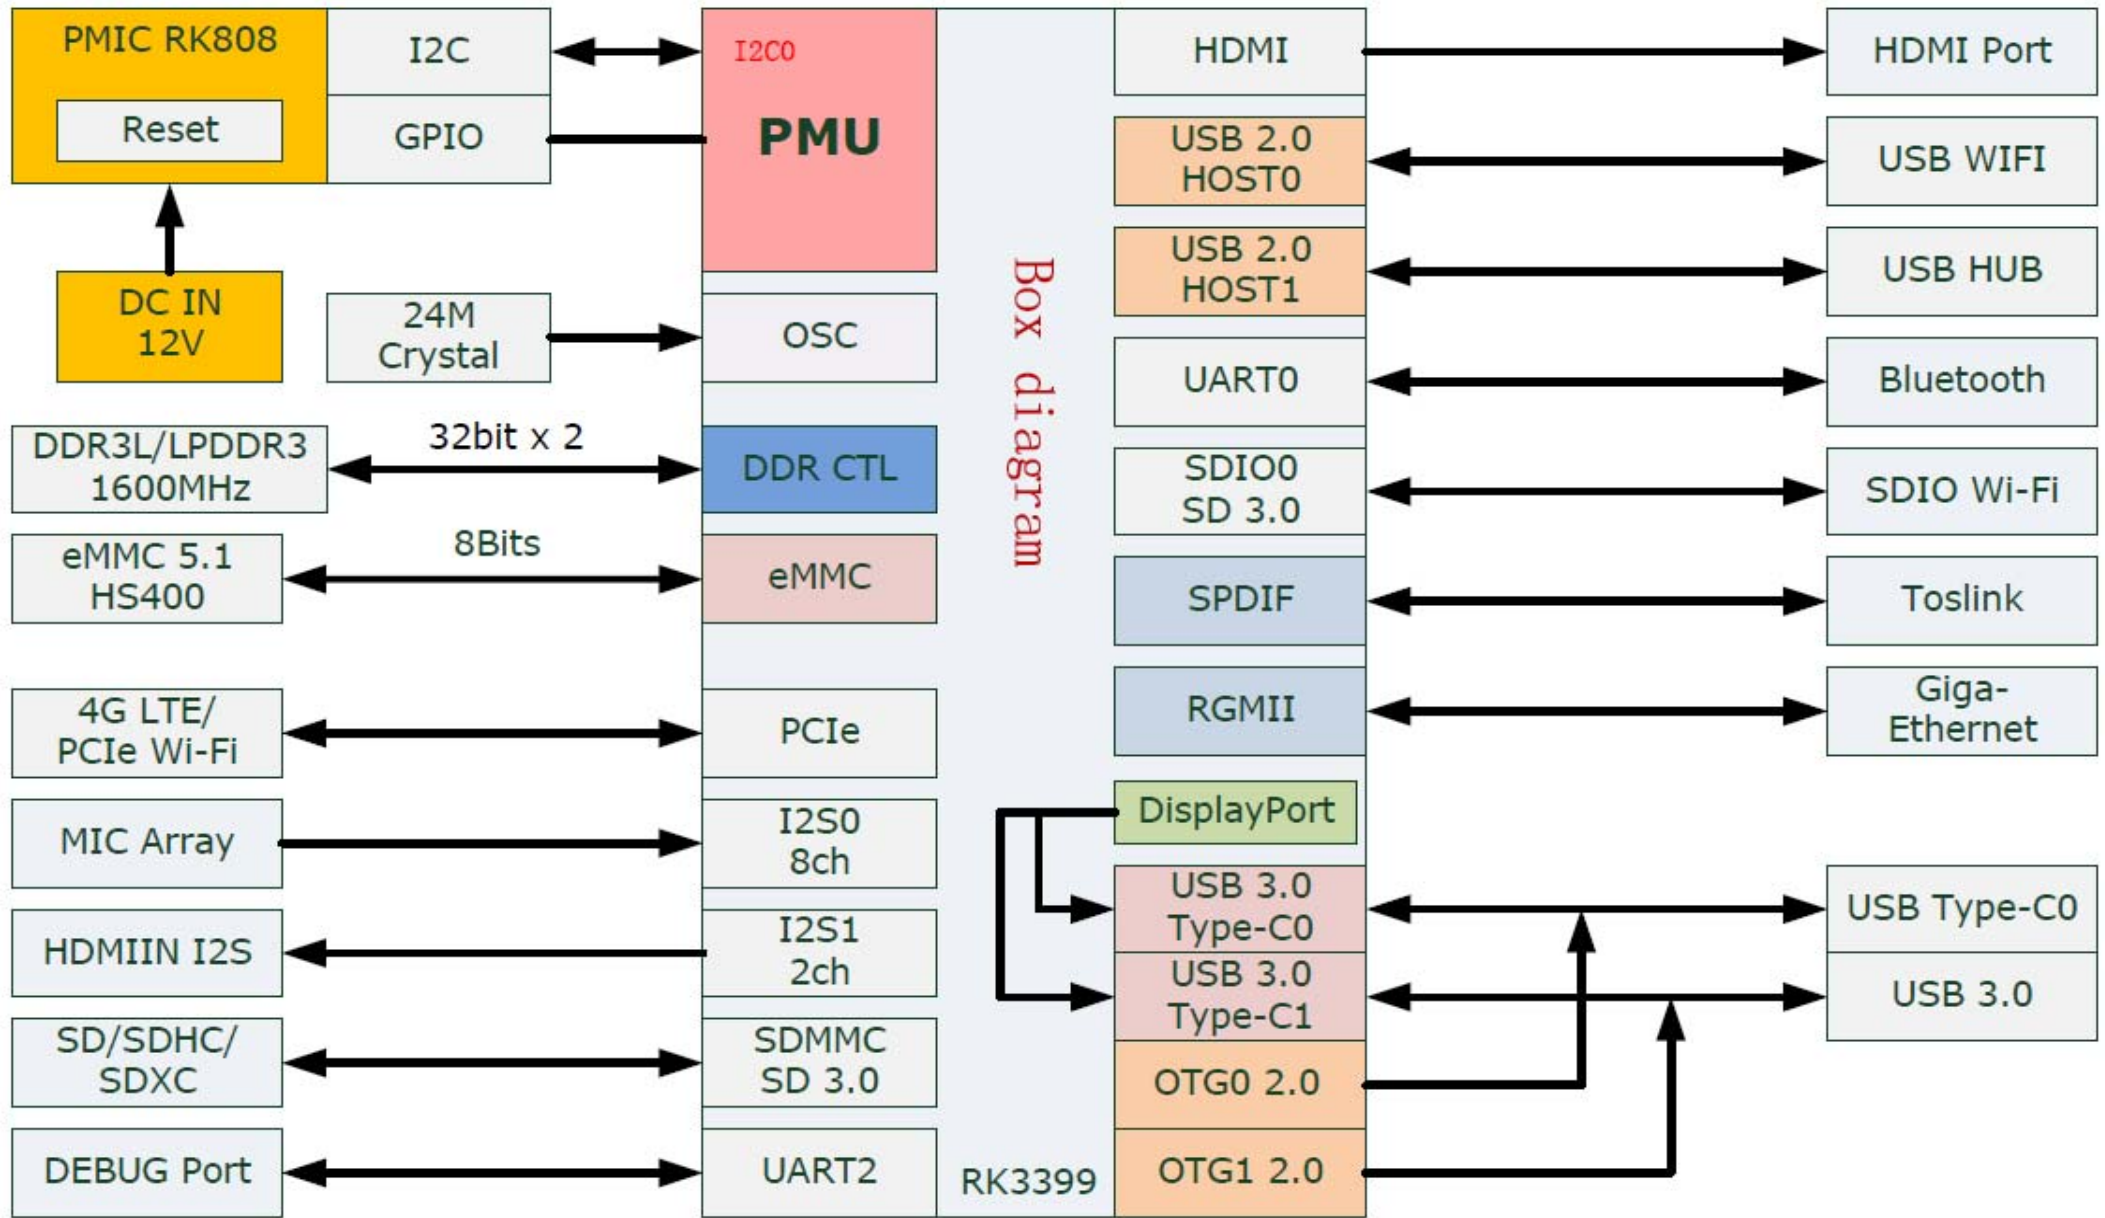 PMIC RK808
Reset
I2C
GPIO
DC IN
12V
24M
Crystal
DDR3L/LPDDR3
1600MHz
32bit x 2
eMMC 5.1
HS400
8Bits
4G LTE/
PCIe Wi-Fi
MIC Array
HDMIIN I2S
SD/SDHC/
SDXC
DEBUG Port
I2C0
PMU
OSC
DDR CTL
eMMC
PCIe
I2S0
8ch
I2S1
2ch
SDMMC
SD 3.0
UART2
Box diagram
RK3399
HDMI
USB 2.0
HOST0
USB 2.0
HOST1
UART0
SDIO0
SD 3.0
SPDIF
RGMII
DisplayPort
USB 3.0
Type-C0
USB 3.0
Type-C1
OTG0 2.0
OTG1 2.0
HDMI Port
USB WIFI
USB HUB
Bluetooth
SDIO Wi-Fi
Toslink
Giga-
Ethernet
USB Type-C0
USB 3.0